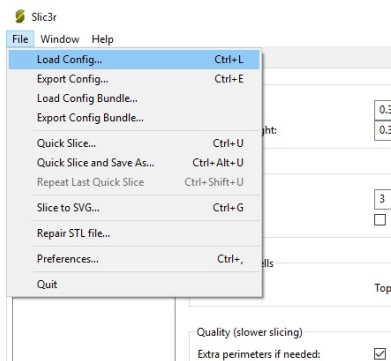 Slic3r
File Window Help
Load Config... Ctrl+L
Export Config... Ctrl+E
Load Config Bundle...
Export Config Bundle...
0.3
ght: 0.3
Quick Slice... Ctrl+U
Quick Slice and Save As... Ctrl+Alt+U
Repeat Last Quick Slice Ctrl+Shift+U
3
Slice to SVG... Ctrl+G
Repair STL file...
Preferences... Ctrl+,
ells
Quit
Top
Quality (slower slicing)
Extra perimeters if needed: